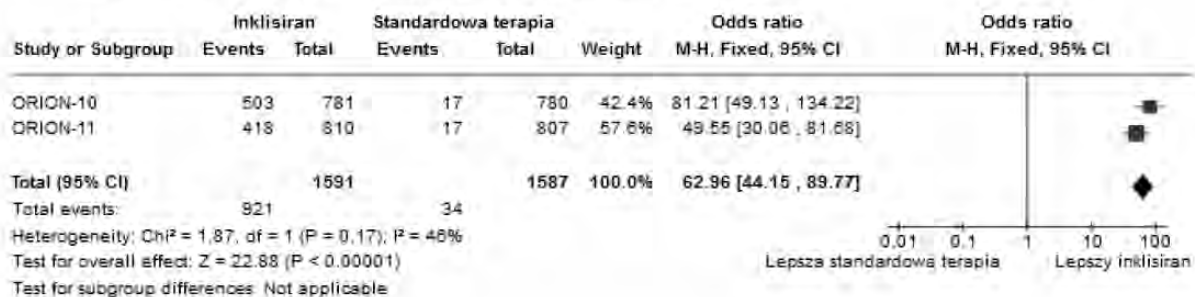 Inklisiran Standardowa terapia Odds ratio Odds ratio
Study or Subgroup Events Total Events Total Weight M-H, Fixed, 95% CI M-H, Fixed, 95% CI
ORION-10 503 781 17 780 42.4% 81.21 [49.13 , 134.22]
ORION-11 418 810 17 807 57.6% 49.55 [30.06 , 81.68]
Total (95% CI) 1591 1587 100.0% 62.96 [44.15 , 89.77]
Total events: 921 34
Heterogeneity: Chi² = 1.87, df = 1 (P = 0.17); I² = 46%
0.01 0.1 1 10 100
Test for overall effect: Z = 22.88 (P < 0.00001)
Lepsza standardowa terapia Lepszy inklisiran
Test for subgroup differences: Not applicable